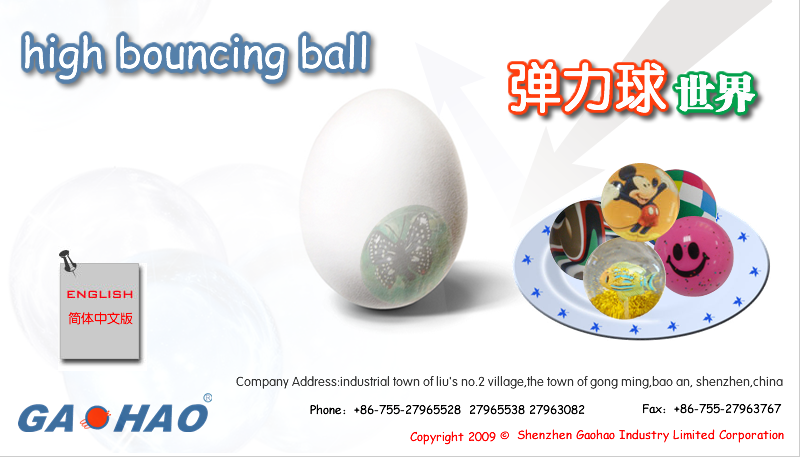 high bouncing ball
弹力球世界
ENGLISH
简体中文版
Company Address:industrial town of liu's no.2 village,the town of gong ming,bao an, shenzhen,china
Phone：+86-755-27965528 27965538 27963082
Fax：+86-755-27963767
GAOHAO®
Copyright 2009 © Shenzhen Gaohao Industry Limited Corporation